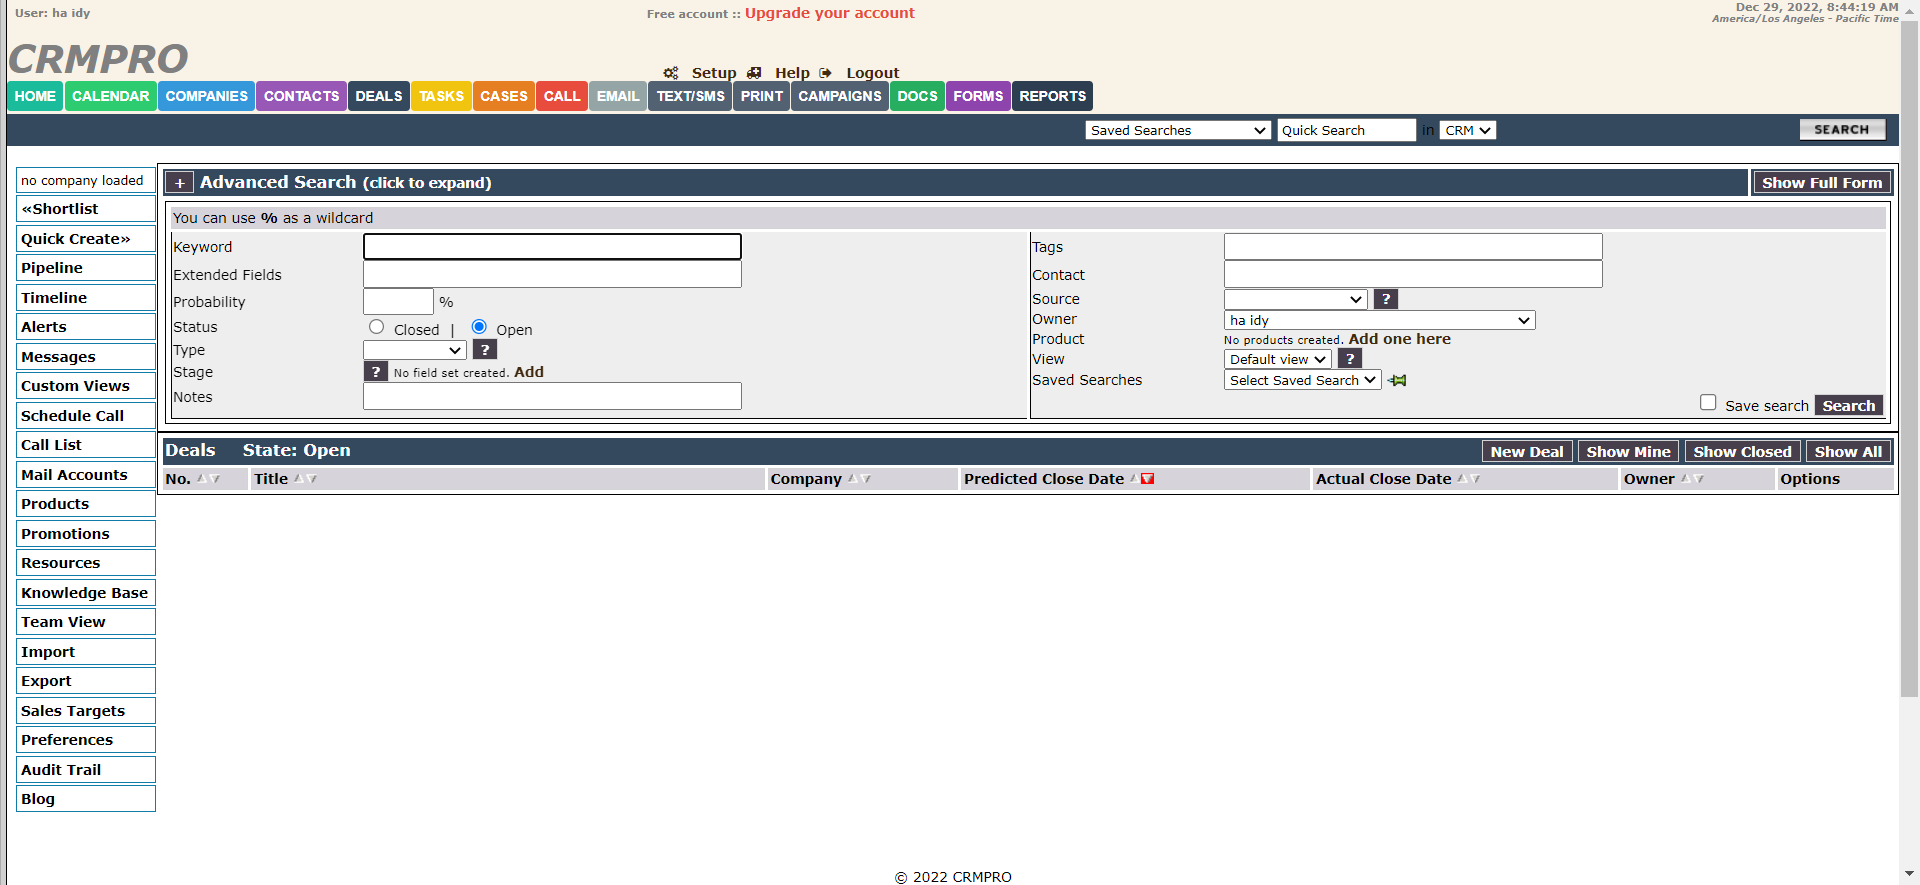 User: ha idy
Free account :: Upgrade your account
Dec 29, 2022, 8:44:19 AM
America/Los Angeles - Pacific Time
CRMPRO
Setup Help Logout
HOME CALENDAR COMPANIES CONTACTS DEALS TASKS CASES CALL EMAIL TEXT/SMS PRINT CAMPAIGNS DOCS FORMS REPORTS
Saved Searches Quick Search in CRM SEARCH
no company loaded
«Shortlist
Quick Create»
Pipeline
Timeline
Alerts
Messages
Custom Views
Schedule Call
Call List
Mail Accounts
Products
Promotions
Resources
Knowledge Base
Team View
Import
Export
Sales Targets
Preferences
Audit Trail
Blog
+ Advanced Search (click to expand) Show Full Form
You can use % as a wildcard
Keyword
Extended Fields
Probability %
Status Closed | Open
Type ?
Stage ? No field set created. Add
Notes
Tags
Contact
Source ?
Owner ha idy
Product No products created. Add one here
View Default view ?
Saved Searches Select Saved Search
Save search Search
Deals State: Open New Deal Show Mine Show Closed Show All
No. Title Company Predicted Close Date Actual Close Date Owner Options
© 2022 CRMPRO